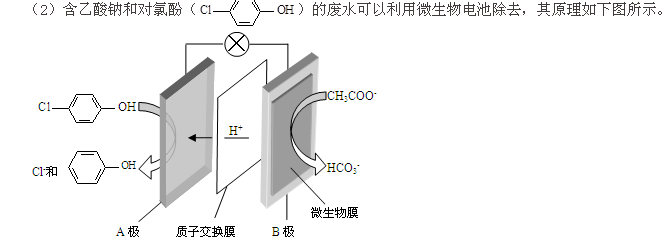 （2）含乙酸钠和对氯酚（Cl OH）的废水可以利用微生物电池除去，其原理如下图所示。
Cl OH
H⁺
CH₃COO⁻
Cl⁻和 OH
HCO₃⁻
A极
质子交换膜
B极
微生物膜